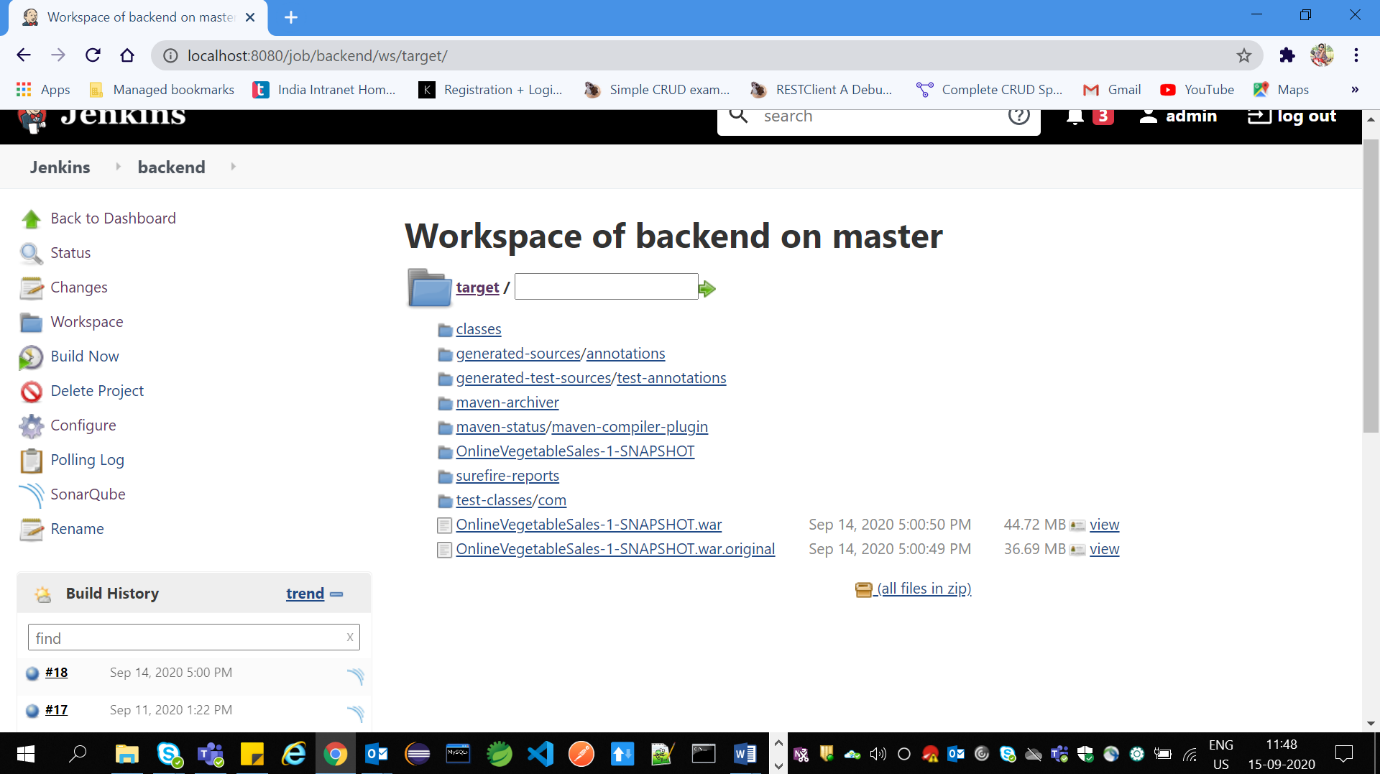 Workspace of backend on master
localhost:8080/job/backend/ws/target/
Apps Managed bookmarks India Intranet Hom... Registration + Logi... Simple CRUD exam... RESTClient A Debu... Complete CRUD Sp... Gmail YouTube Maps »
Jenkins search 3 admin log out
Jenkins backend
Back to Dashboard
Status
Changes
Workspace
Build Now
Delete Project
Configure
Polling Log
SonarQube
Rename
Workspace of backend on master
target /
classes
generated-sources/annotations
generated-test-sources/test-annotations
maven-archiver
maven-status/maven-compiler-plugin
OnlineVegetableSales-1-SNAPSHOT
surefire-reports
test-classes/com
OnlineVegetableSales-1-SNAPSHOT.war Sep 14, 2020 5:00:50 PM 44.72 MB view
OnlineVegetableSales-1-SNAPSHOT.war.original Sep 14, 2020 5:00:49 PM 36.69 MB view
(all files in zip)
Build History trend
find x
#18 Sep 14, 2020 5:00 PM
#17 Sep 11, 2020 1:22 PM
ENG 11:48
US 15-09-2020